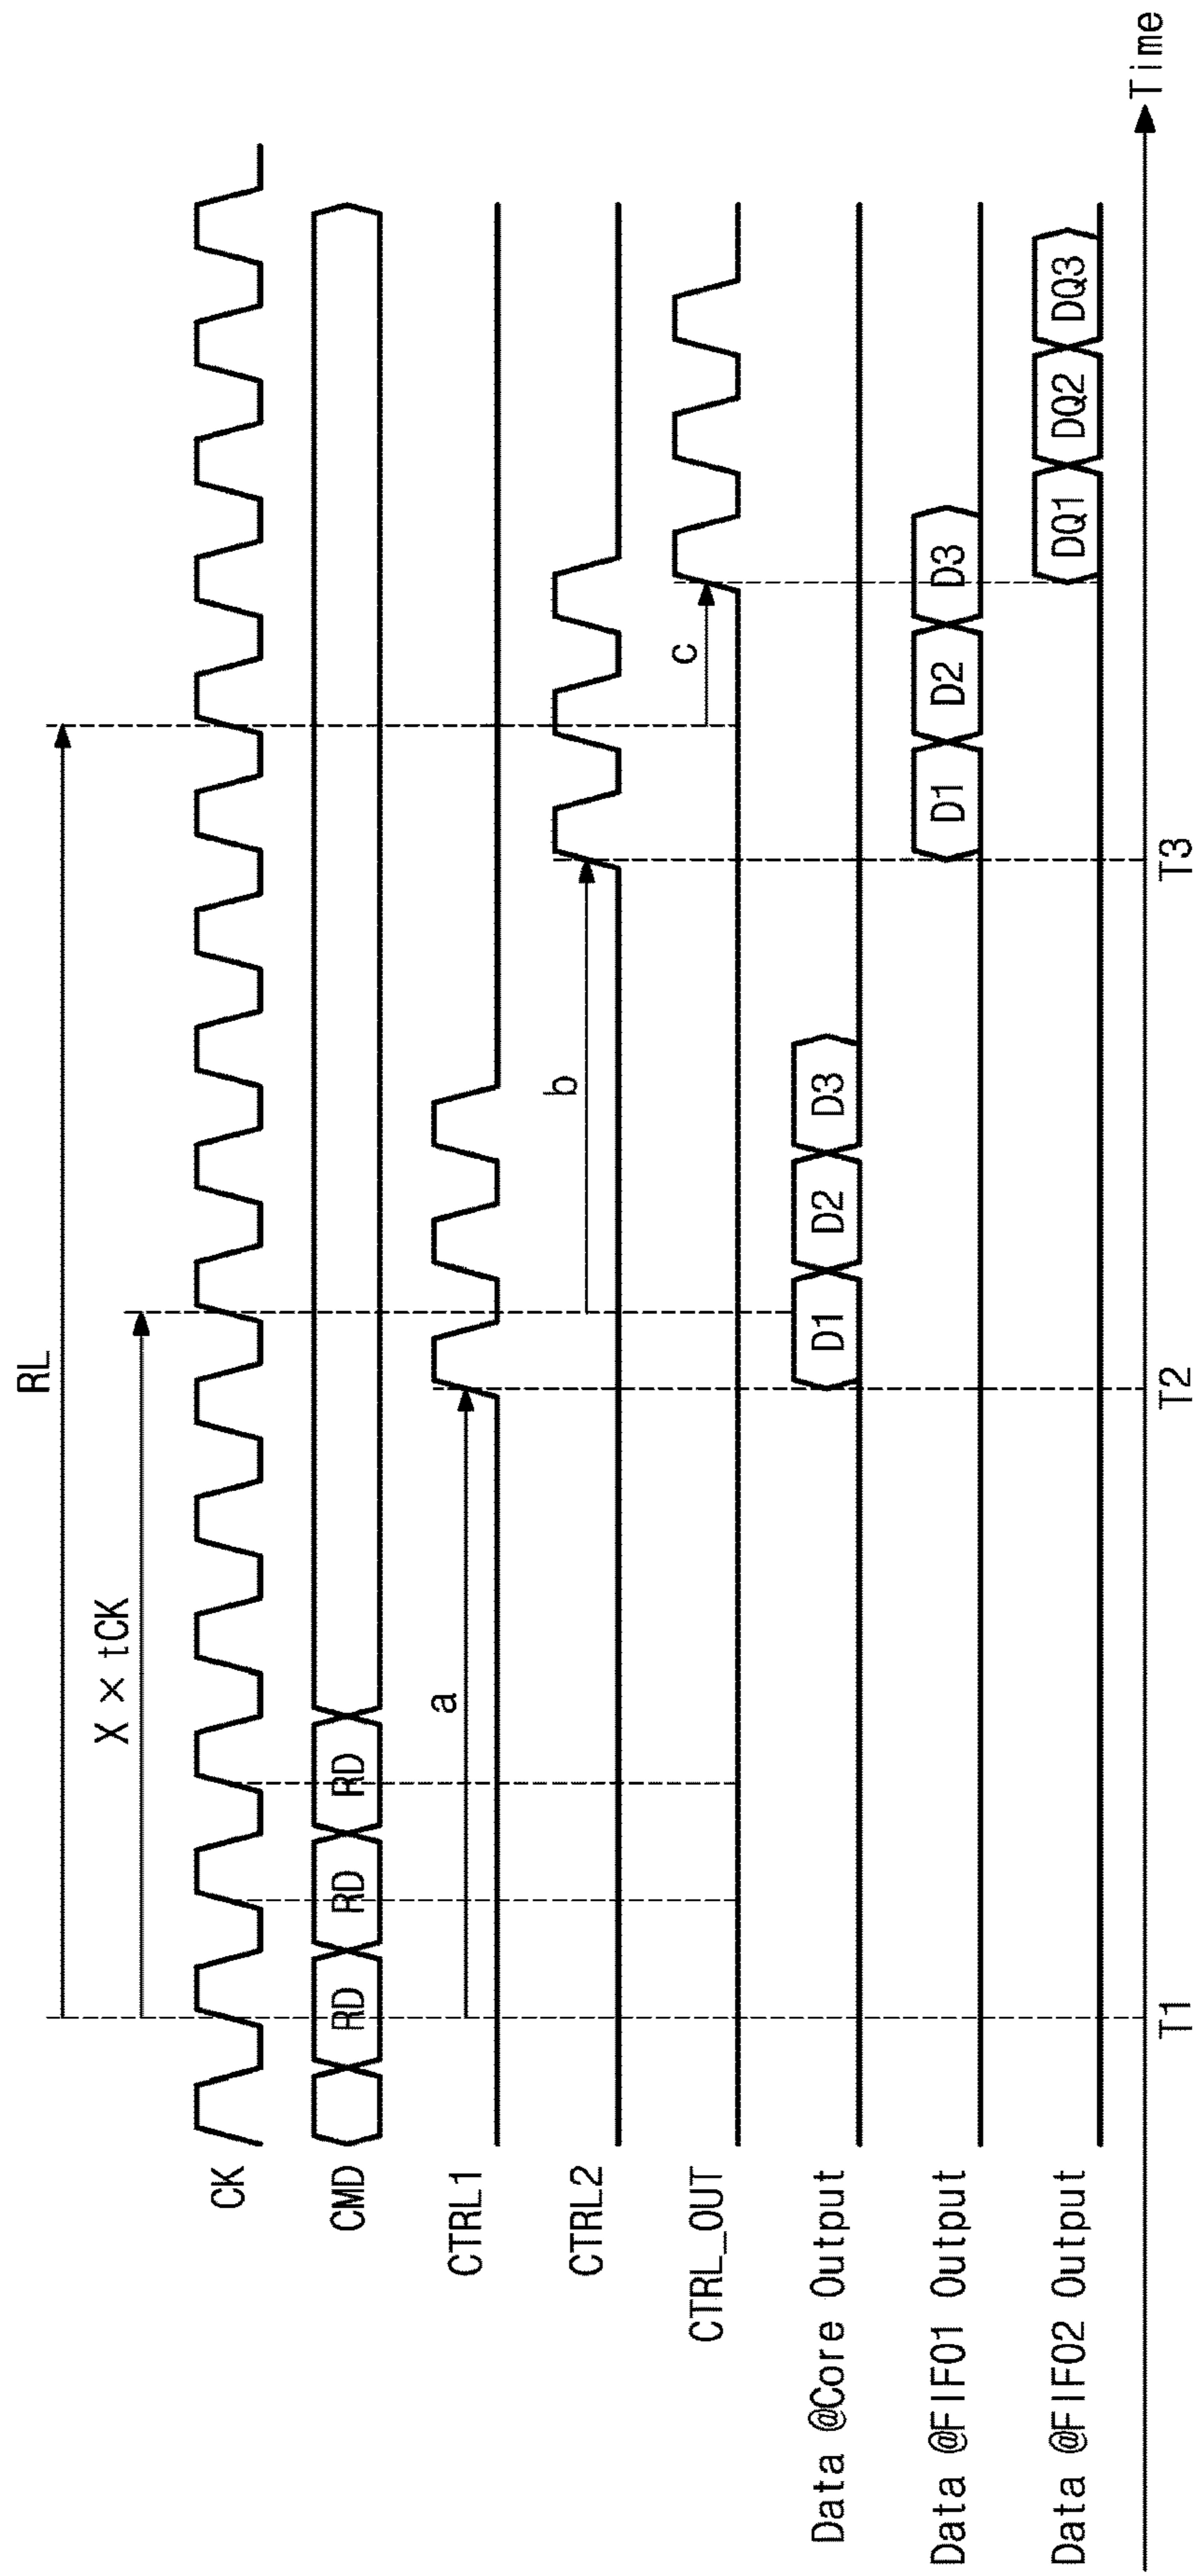 RL
X × tCK
CK
CMD RD RD RD
CTRL1 a
CTRL2 b
CTRL_OUT c
Data @Core Output D1 D2 D3
Data @FIFO1 Output D1 D2 D3
Data @FIFO2 Output DQ1 DQ2 DQ3
T1 T2 T3 Time